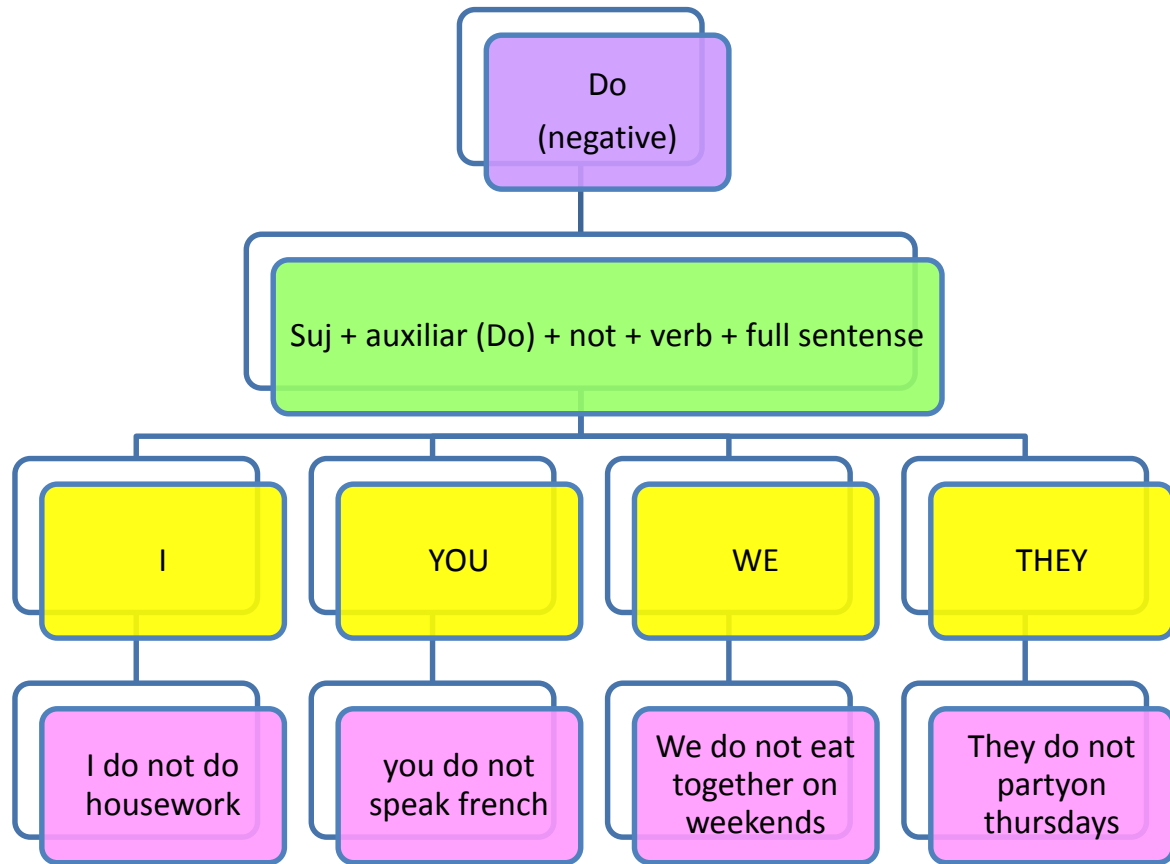 Do
(negative)
Suj + auxiliar (Do) + not + verb + full sentense
I
YOU
WE
THEY
I do not do
housework
you do not
speak french
We do not eat
together on
weekends
They do not
partyon
thursdays